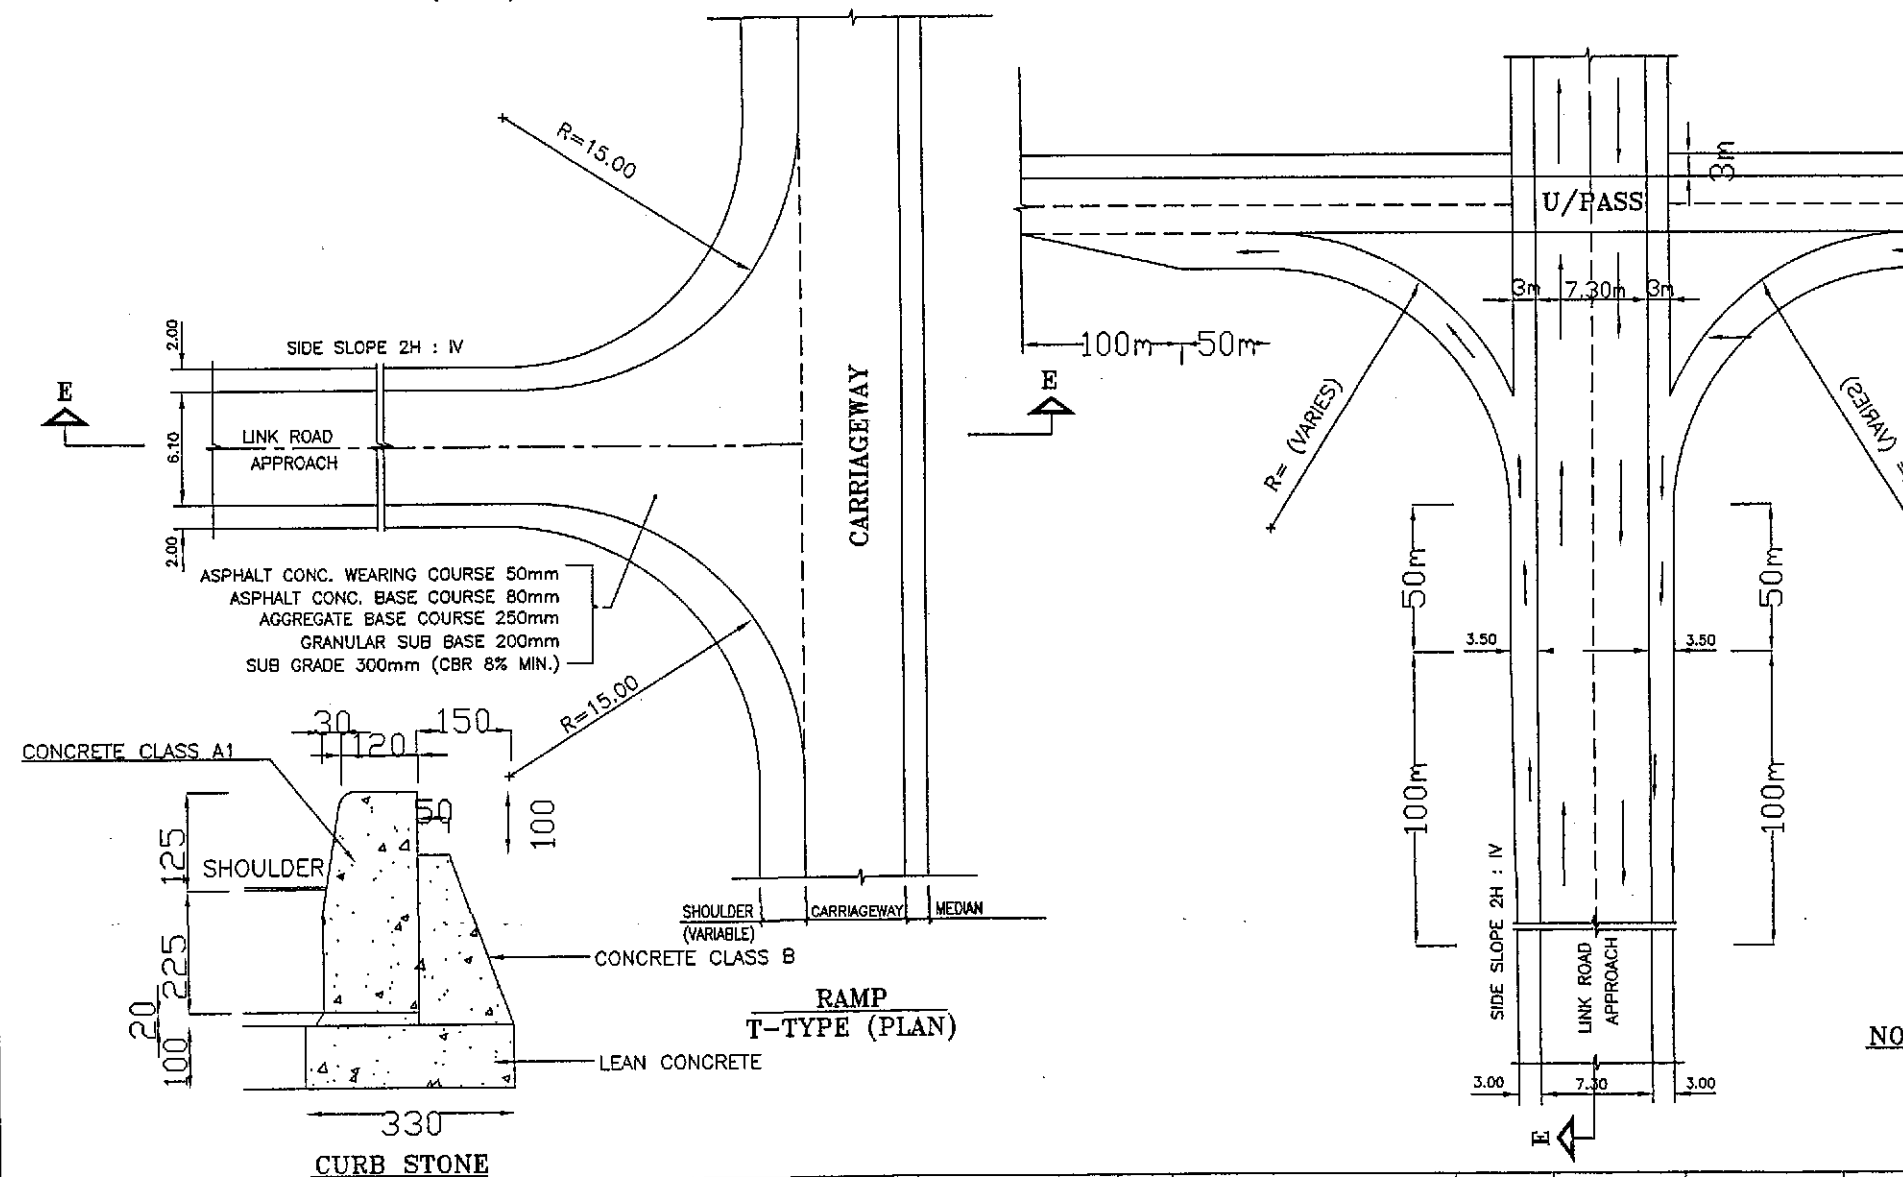 R=15.00
2.00
SIDE SLOPE 2H : IV
E
6.10
LINK ROAD
APPROACH
2.00
CARRIAGEWAY
E
ASPHALT CONC. WEARING COURSE 50mm
ASPHALT CONC. BASE COURSE 80mm
AGGREGATE BASE COURSE 250mm
GRANULAR SUB BASE 200mm
SUB GRADE 300mm (CBR 8% MIN.)
R=15.00
SHOULDER
(VARIABLE)
CARRIAGEWAY
MEDIAN
RAMP
T-TYPE (PLAN)
30
150
120
CONCRETE CLASS A1
50
100
125
SHOULDER
225
20
100
CONCRETE CLASS B
LEAN CONCRETE
330
CURB STONE
3m
U/PASS
3m
7.30m
3m
100m
50m
R= (VARIES)
(VARIES)
50m
50m
3.50
3.50
100m
100m
SIDE SLOPE 2H : IV
LINK ROAD
APPROACH
3.00
7.30
3.00
E
NO